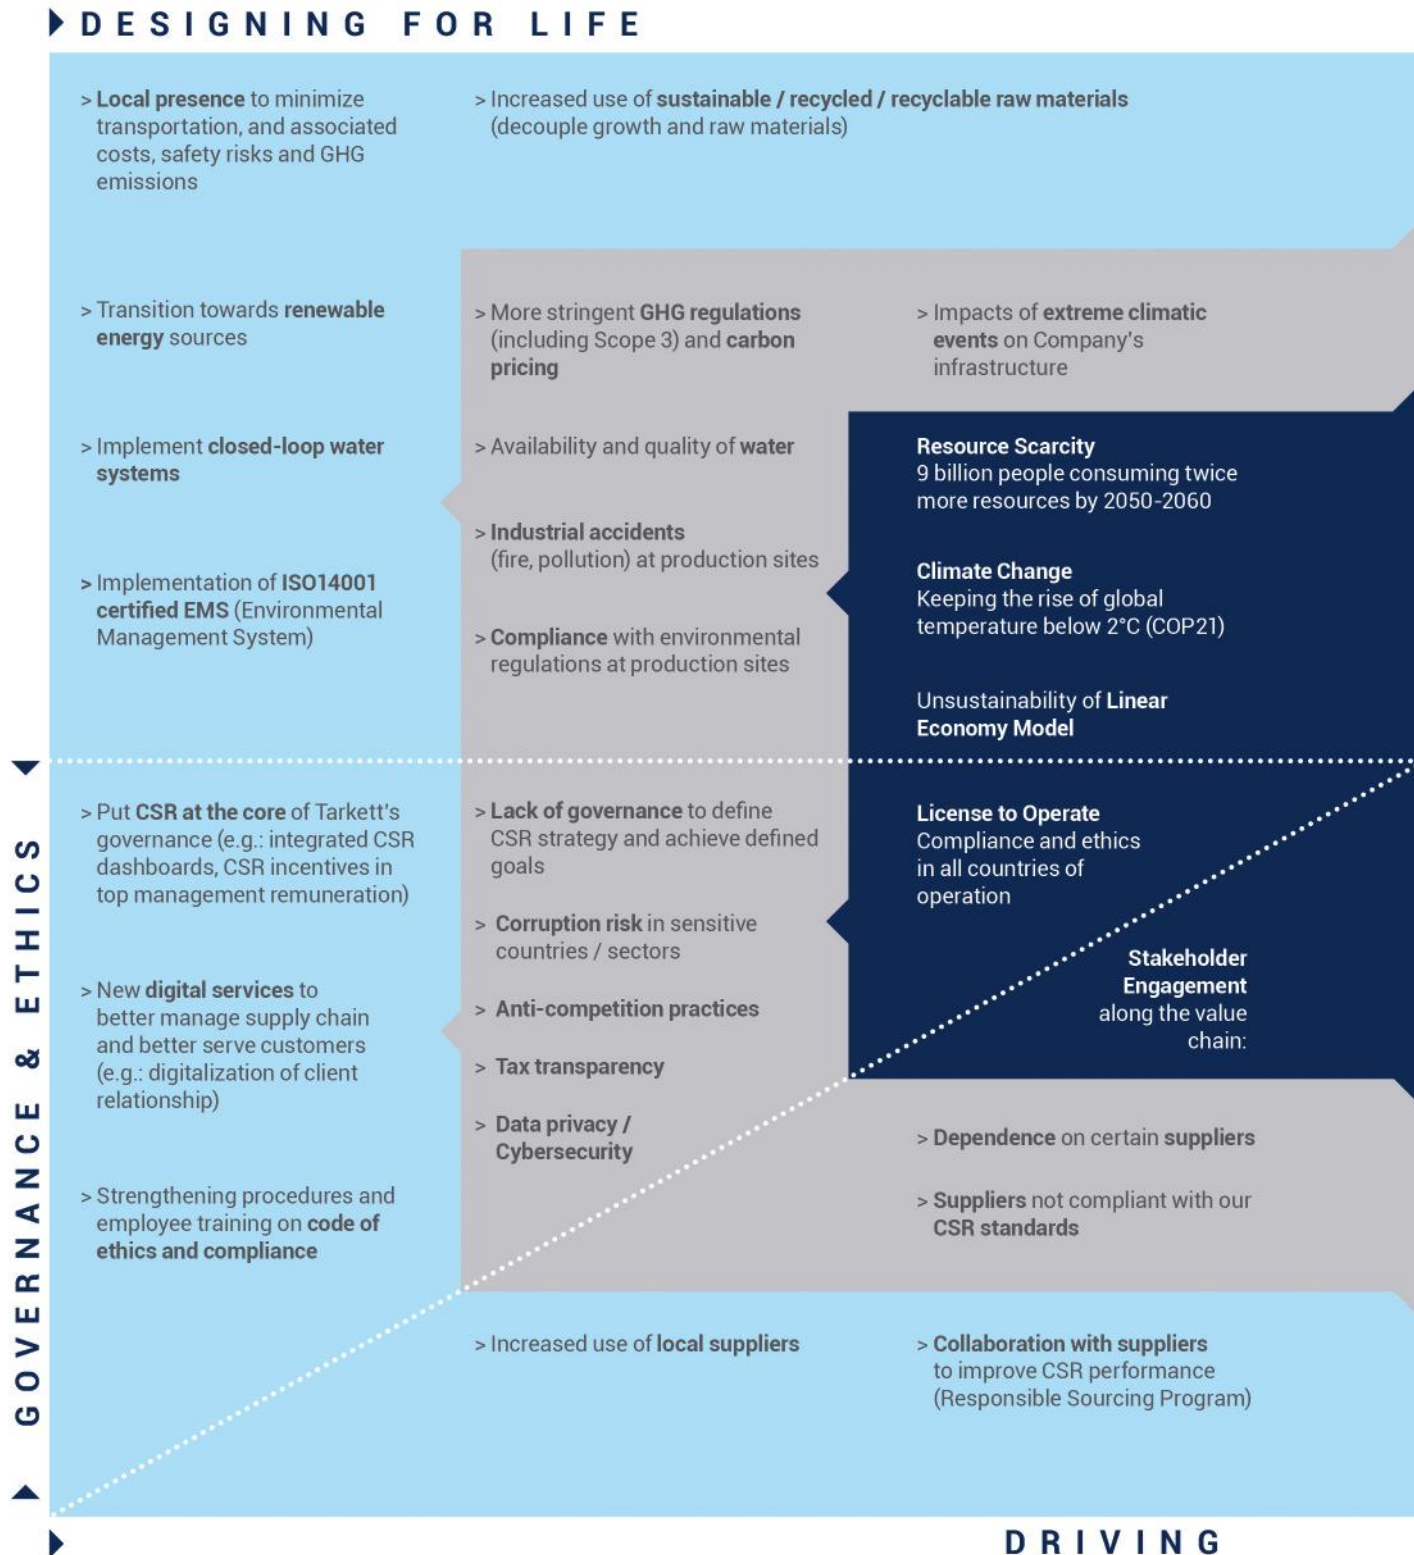 DESIGNING FOR LIFE
> Local presence to minimize
transportation, and associated
costs, safety risks and GHG
emissions
> Increased use of sustainable / recycled / recyclable raw materials
(decouple growth and raw materials)
> Transition towards renewable
energy sources
> More stringent GHG regulations
(including Scope 3) and carbon
pricing
> Impacts of extreme climatic
events on Company's
infrastructure
> Implement closed-loop water
systems
> Availability and quality of water
Resource Scarcity
9 billion people consuming twice
more resources by 2050-2060
> Industrial accidents
(fire, pollution) at production sites
> Implementation of ISO14001
certified EMS (Environmental
Management System)
Climate Change
Keeping the rise of global
temperature below 2°C (COP21)
> Compliance with environmental
regulations at production sites
Unsustainability of Linear
Economy Model
GOVERNANCE & ETHICS
> Put CSR at the core of Tarkett's
governance (e.g.: integrated CSR
dashboards, CSR incentives in
top management remuneration)
> Lack of governance to define
CSR strategy and achieve defined
goals
License to Operate
Compliance and ethics
in all countries of
operation
> Corruption risk in sensitive
countries / sectors
Stakeholder
Engagement
along the value
chain:
> New digital services to
better manage supply chain
and better serve customers
(e.g.: digitalization of client
relationship)
> Anti-competition practices
> Tax transparency
> Data privacy /
Cybersecurity
> Dependence on certain suppliers
> Strengthening procedures and
employee training on code of
ethics and compliance
> Suppliers not compliant with our
CSR standards
> Increased use of local suppliers
> Collaboration with suppliers
to improve CSR performance
(Responsible Sourcing Program)
DRIVING